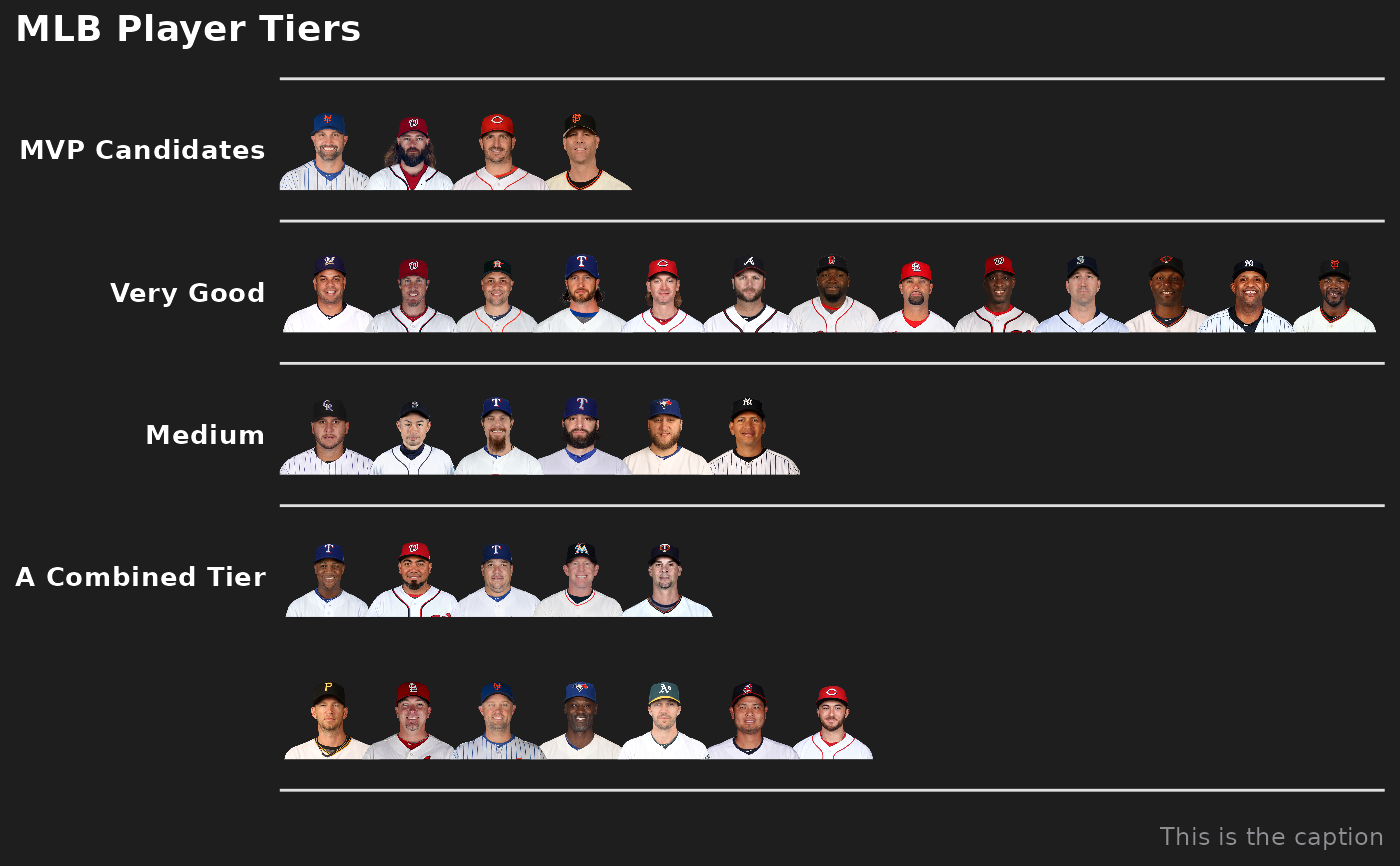 MLB Player Tiers
MVP Candidates
Very Good
Medium
A Combined Tier
This is the caption